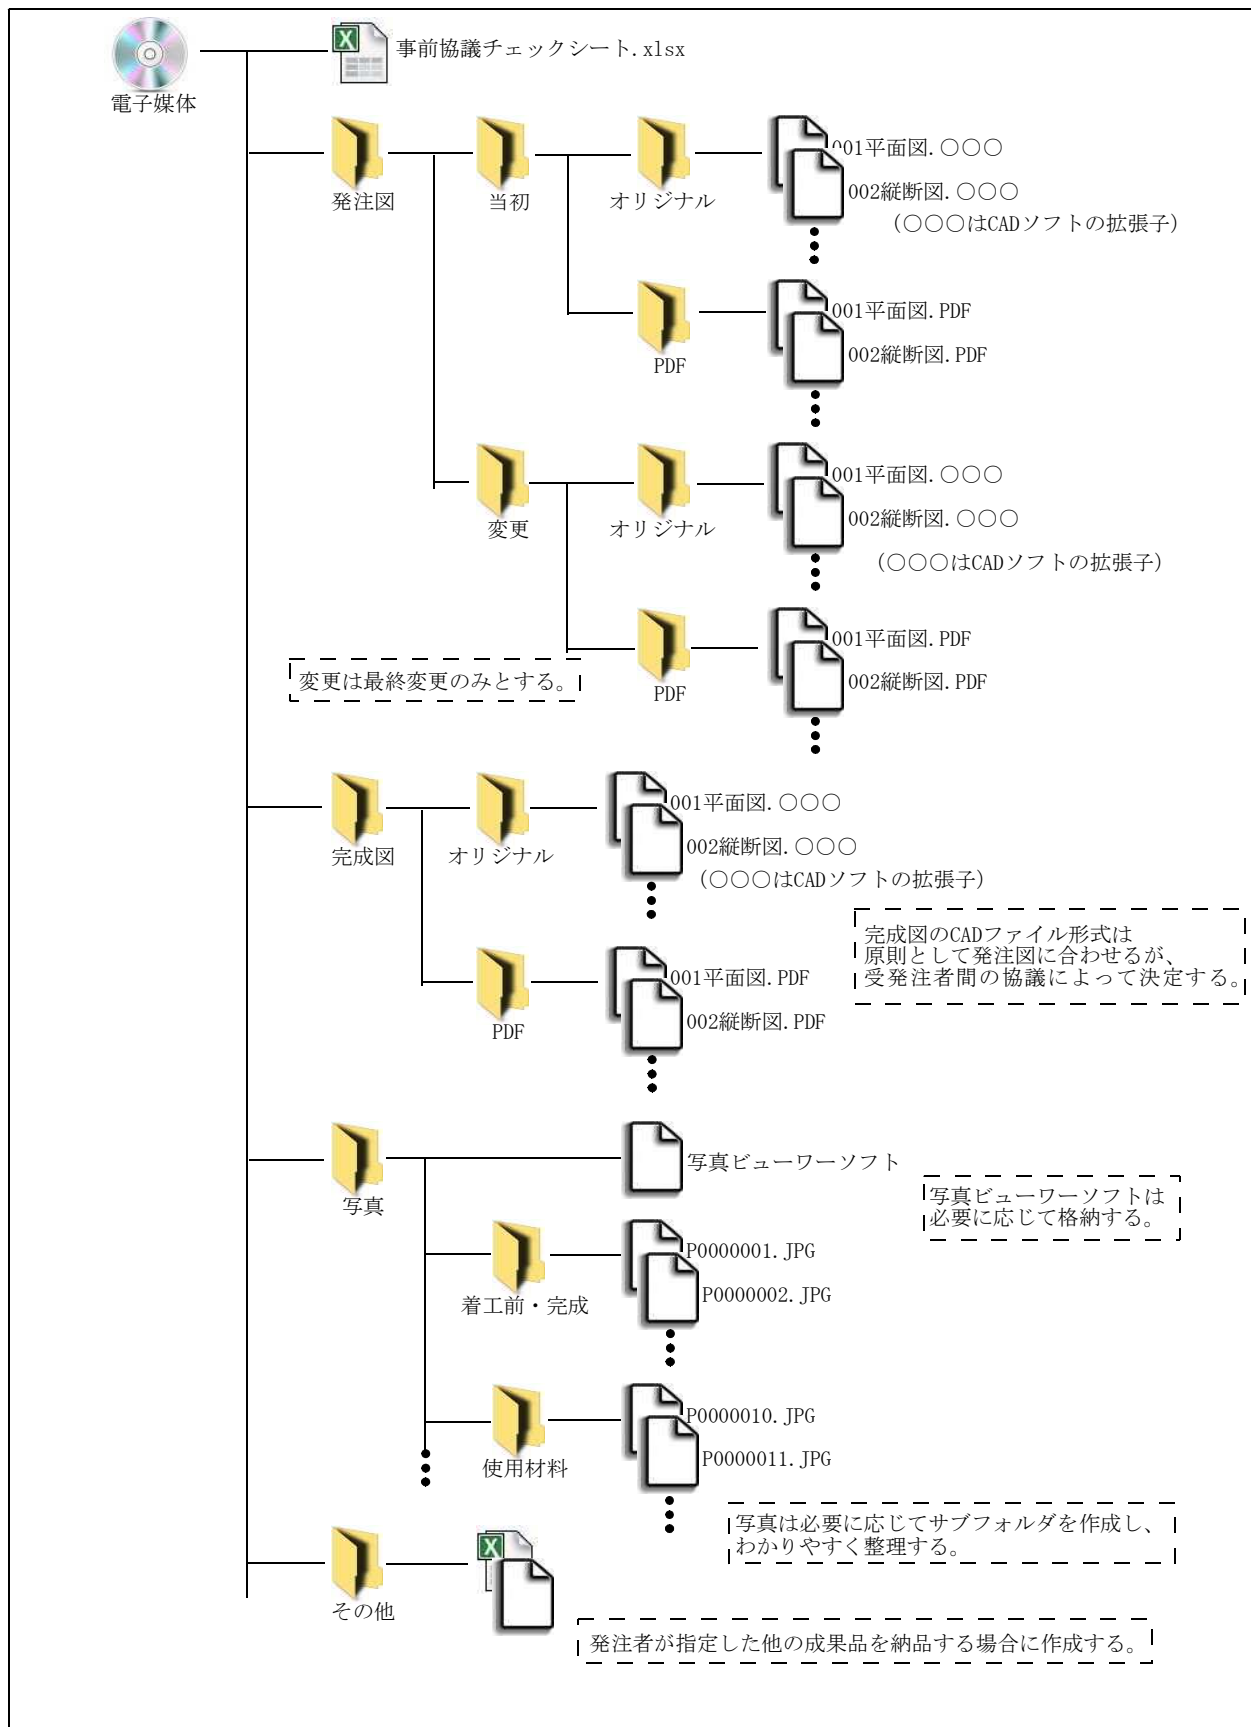 事前協議チェックシート.xlsx
電子媒体
001平面図.〇〇〇
002縦断図.〇〇〇
(〇〇〇はCADソフトの拡張子)
発注図
当初
オリジナル
001平面図.PDF
002縦断図.PDF
PDF
001平面図.〇〇〇
002縦断図.〇〇〇
(〇〇〇はCADソフトの拡張子)
変更
オリジナル
001平面図.PDF
002縦断図.PDF
PDF
変更は最終変更のみとする。
001平面図.〇〇〇
002縦断図.〇〇〇
(〇〇〇はCADソフトの拡張子)
完成図
オリジナル
完成図のCADファイル形式は
原則として発注図に合わせるが、
受発注者間の協議によって決定する。
001平面図.PDF
002縦断図.PDF
PDF
写真ビューワーソフト
写真
写真ビューワーソフトは
必要に応じて格納する。
P0000001.JPG
P0000002.JPG
着工前・完成
P0000010.JPG
P0000011.JPG
使用材料
写真は必要に応じてサブフォルダを作成し、
わかりやすく整理する。
その他
発注者が指定した他の成果品を納品する場合に作成する。